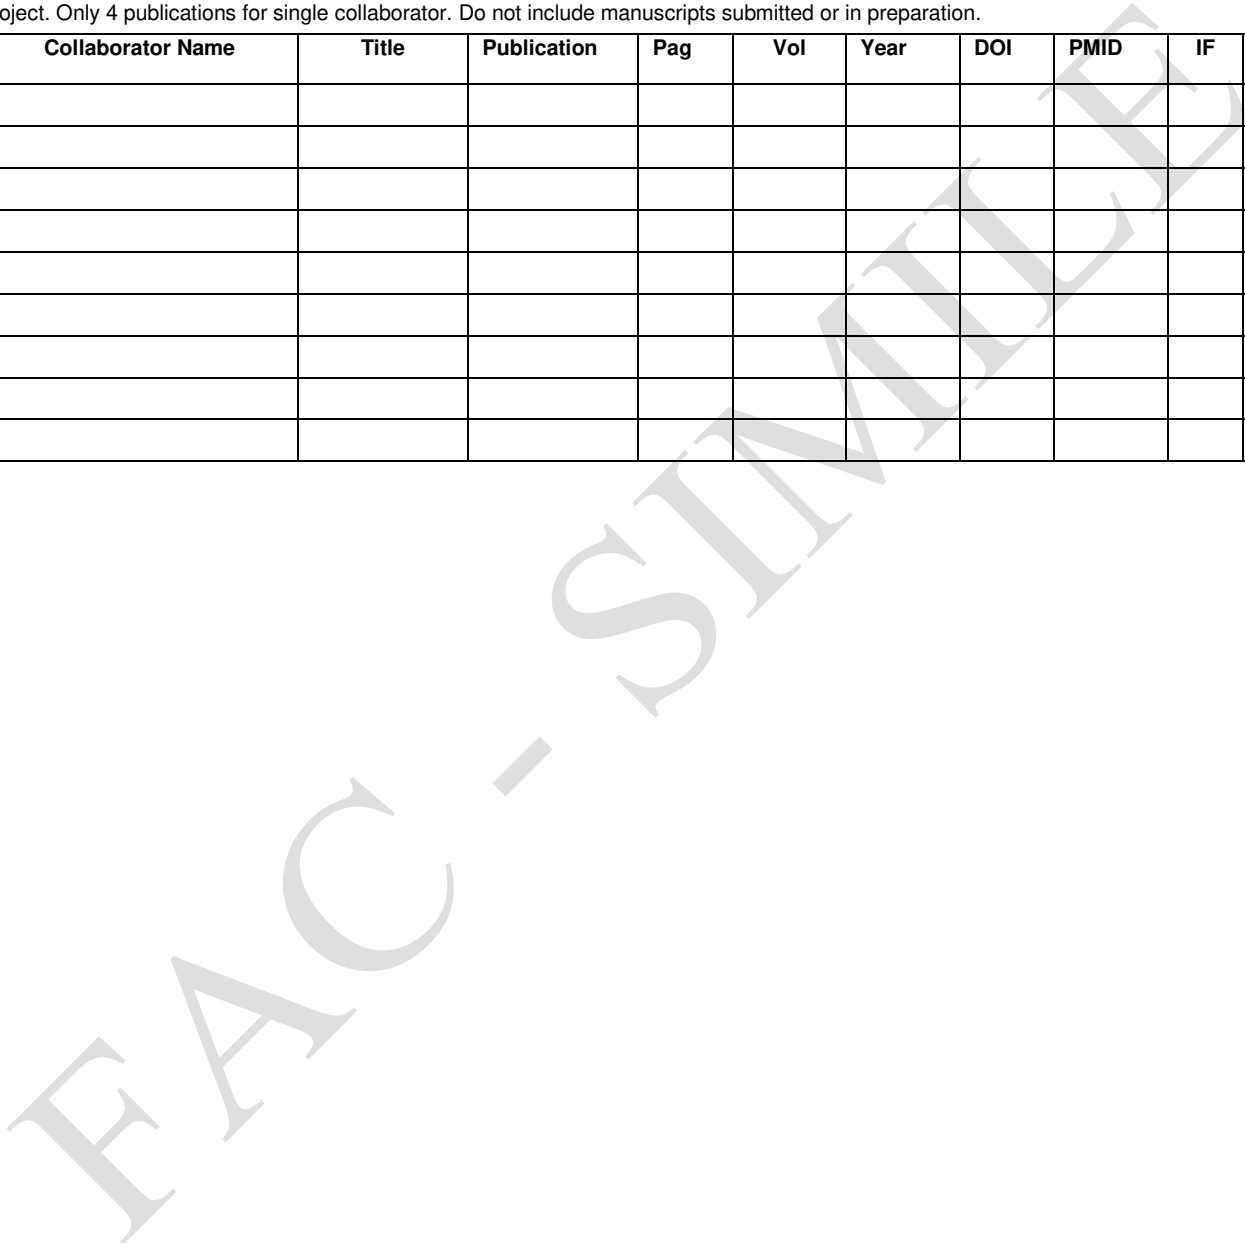 oject. Only 4 publications for single collaborator. Do not include manuscripts submitted or in preparation.
Collaborator Name Title Publication Pag Vol Year DOI PMID IF
FAC - SIMILE